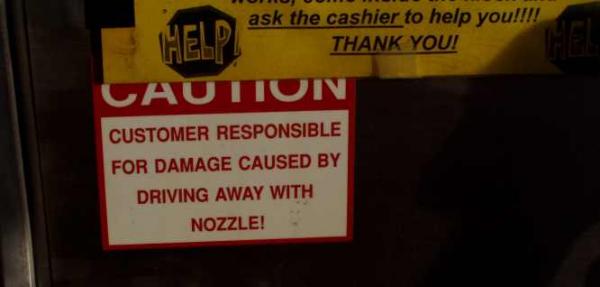 ask the cashier to help you!!!!
HELP!
THANK YOU!
CAUTION
CUSTOMER RESPONSIBLE
FOR DAMAGE CAUSED BY
DRIVING AWAY WITH
NOZZLE!